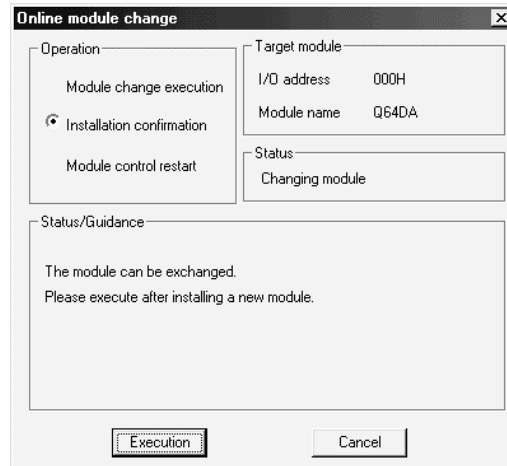 Online module change
Operation
Module change execution
Installation confirmation
Module control restart
Target module
I/O address 000H
Module name Q64DA
Status
Changing module
Status/Guidance
The module can be exchanged.
Please execute after installing a new module.
Execution
Cancel